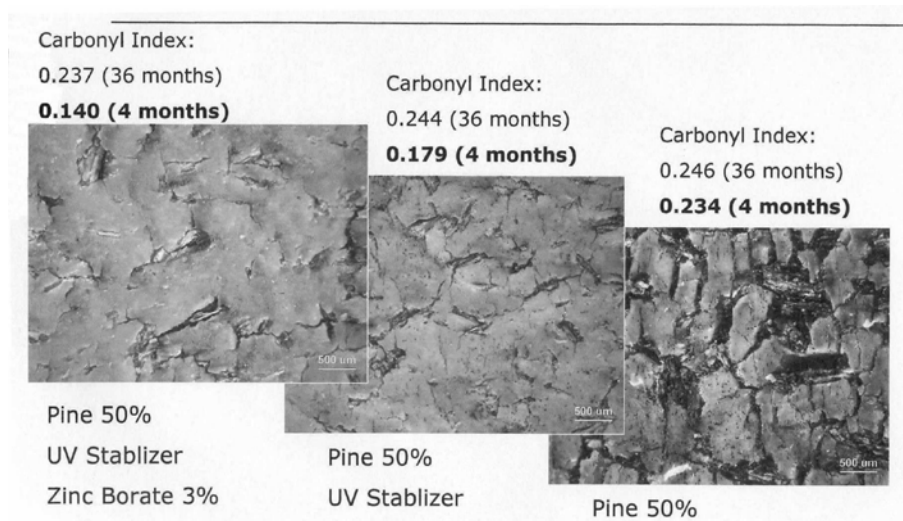 Carbonyl Index:
0.237 (36 months)
0.140 (4 months)
500 um
Pine 50%
UV Stablizer
Zinc Borate 3%
Carbonyl Index:
0.244 (36 months)
0.179 (4 months)
500 um
Pine 50%
UV Stablizer
Carbonyl Index:
0.246 (36 months)
0.234 (4 months)
500 um
Pine 50%